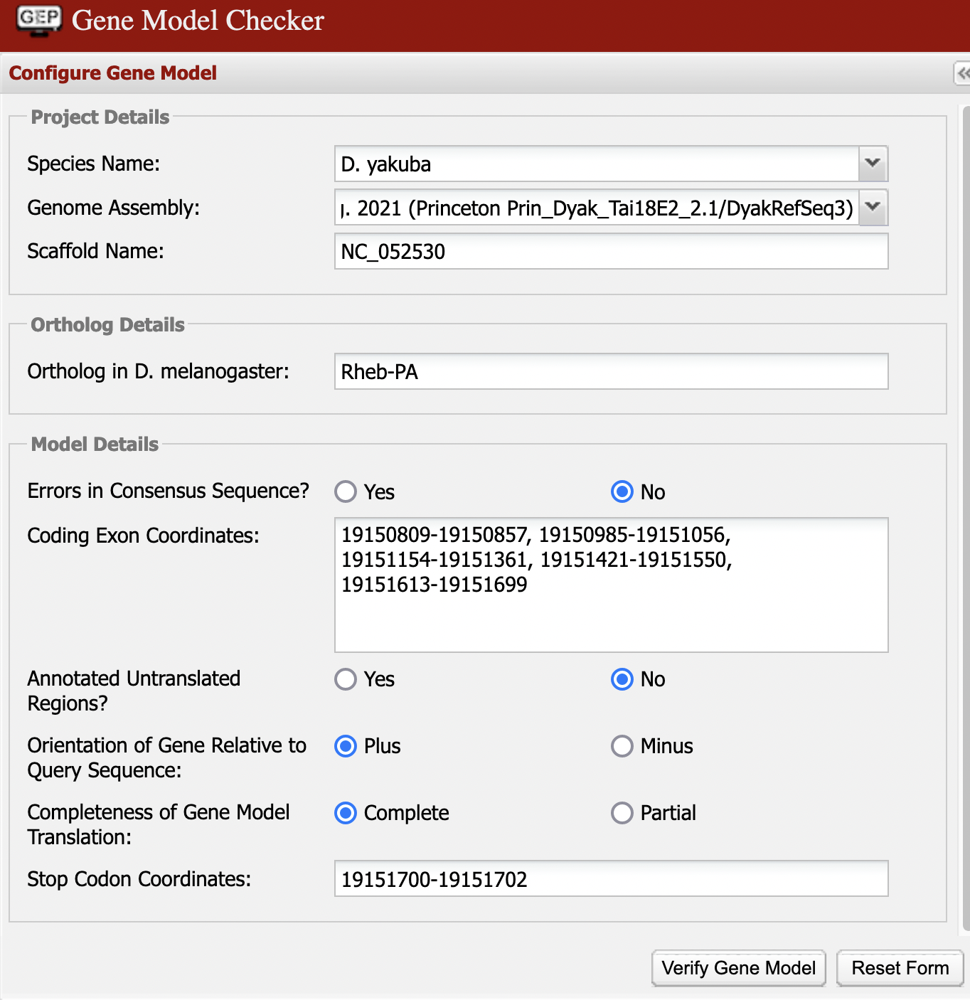 GEP Gene Model Checker
Configure Gene Model
Project Details
Species Name: D. yakuba
Genome Assembly: . 2021 (Princeton Prin_Dyak_Tai18E2_2.1/DyakRefSeq3)
Scaffold Name: NC_052530
Ortholog Details
Ortholog in D. melanogaster: Rheb-PA
Model Details
Errors in Consensus Sequence? Yes No
Coding Exon Coordinates: 19150809-19150857, 19150985-19151056,
19151154-19151361, 19151421-19151550,
19151613-19151699
Annotated Untranslated
Regions? Yes No
Orientation of Gene Relative to
Query Sequence: Plus Minus
Completeness of Gene Model
Translation: Complete Partial
Stop Codon Coordinates: 19151700-19151702
Verify Gene Model Reset Form